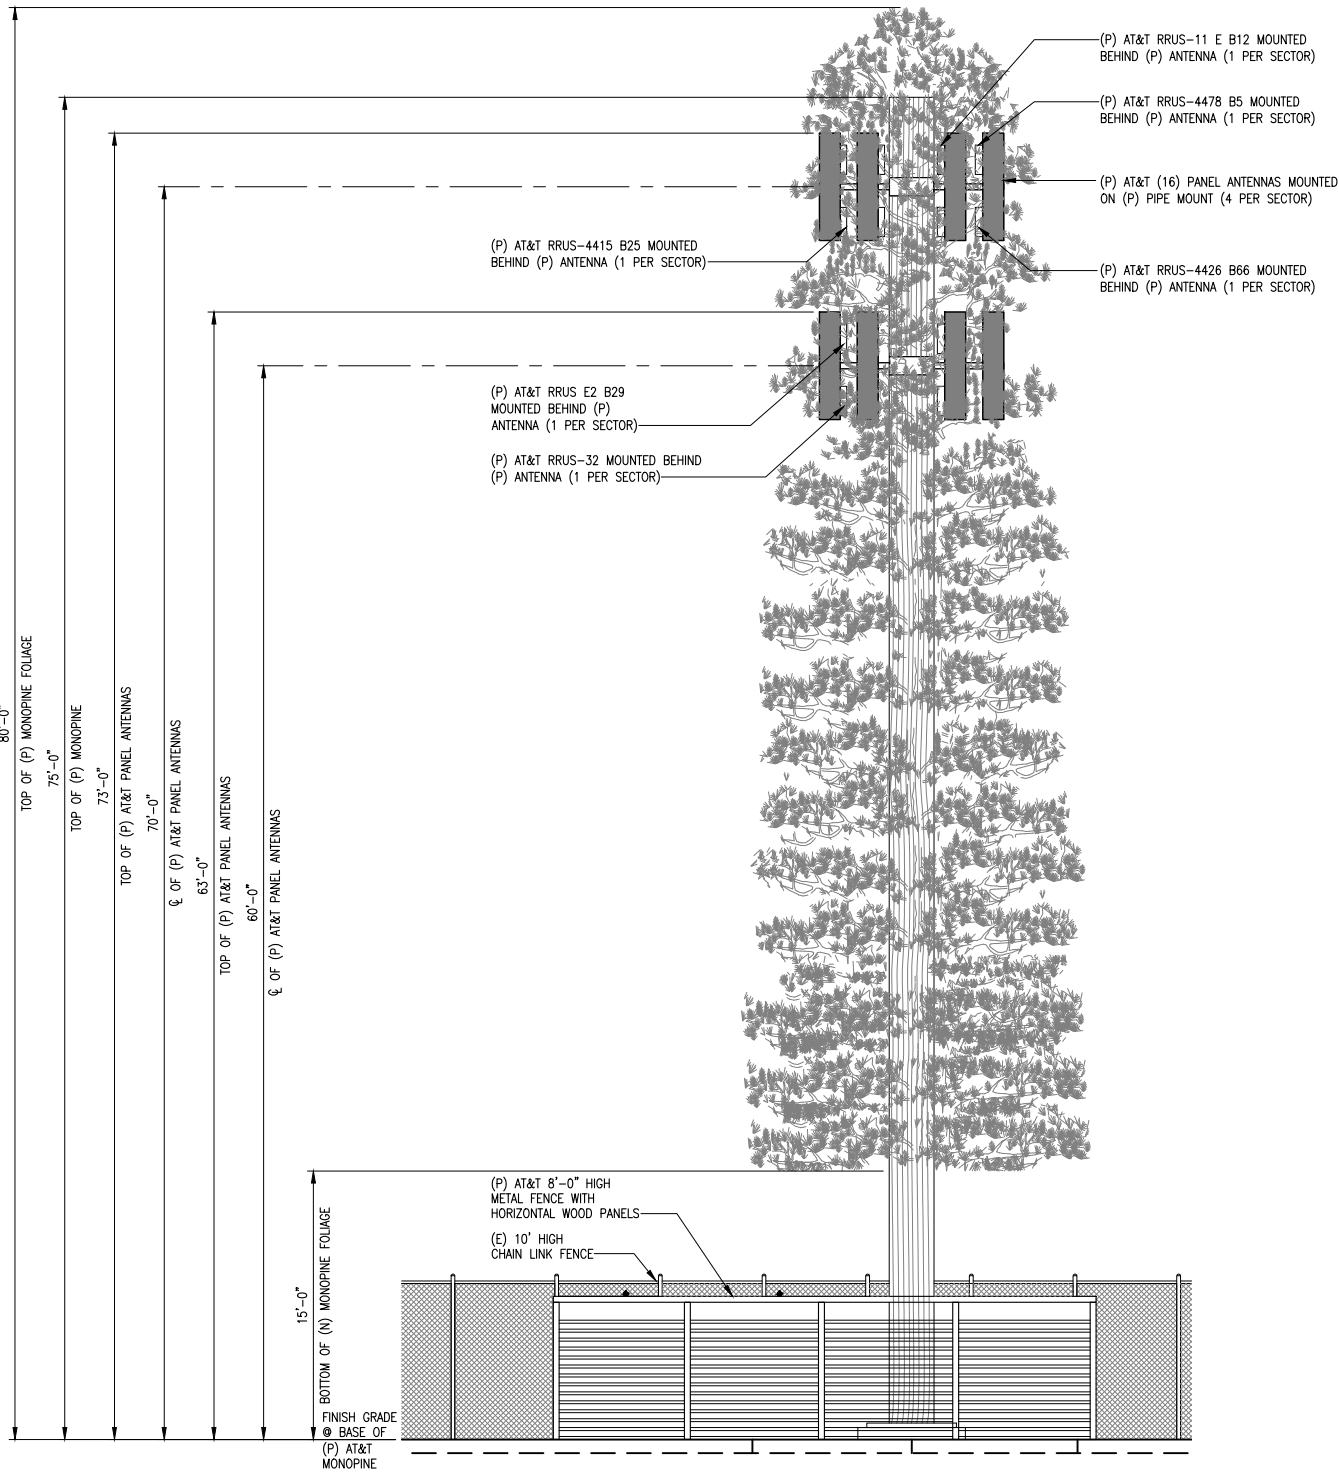 (P) AT&T RRUS-11 E B12 MOUNTED
BEHIND (P) ANTENNA (1 PER SECTOR)
(P) AT&T RRUS-4478 B5 MOUNTED
BEHIND (P) ANTENNA (1 PER SECTOR)
(P) AT&T (16) PANEL ANTENNAS MOUNTED
ON (P) PIPE MOUNT (4 PER SECTOR)
(P) AT&T RRUS-4415 B25 MOUNTED
BEHIND (P) ANTENNA (1 PER SECTOR)
(P) AT&T RRUS-4426 B66 MOUNTED
BEHIND (P) ANTENNA (1 PER SECTOR)
(P) AT&T RRUS E2 B29
MOUNTED BEHIND (P)
ANTENNA (1 PER SECTOR)
(P) AT&T RRUS-32 MOUNTED BEHIND
(P) ANTENNA (1 PER SECTOR)
80'-0"
TOP OF (P) MONOPINE FOLIAGE
75'-0"
TOP OF (P) MONOPINE
73'-0"
TOP OF (P) AT&T PANEL ANTENNAS
70'-0"
℄ OF (P) AT&T PANEL ANTENNAS
63'-0"
TOP OF (P) AT&T PANEL ANTENNAS
60'-0"
℄ OF (P) AT&T PANEL ANTENNAS
15'-0"
BOTTOM OF (N) MONOPINE FOLIAGE
(P) AT&T 8'-0" HIGH
METAL FENCE WITH
HORIZONTAL WOOD PANELS
(E) 10' HIGH
CHAIN LINK FENCE
FINISH GRADE
@ BASE OF
(P) AT&T
MONOPINE